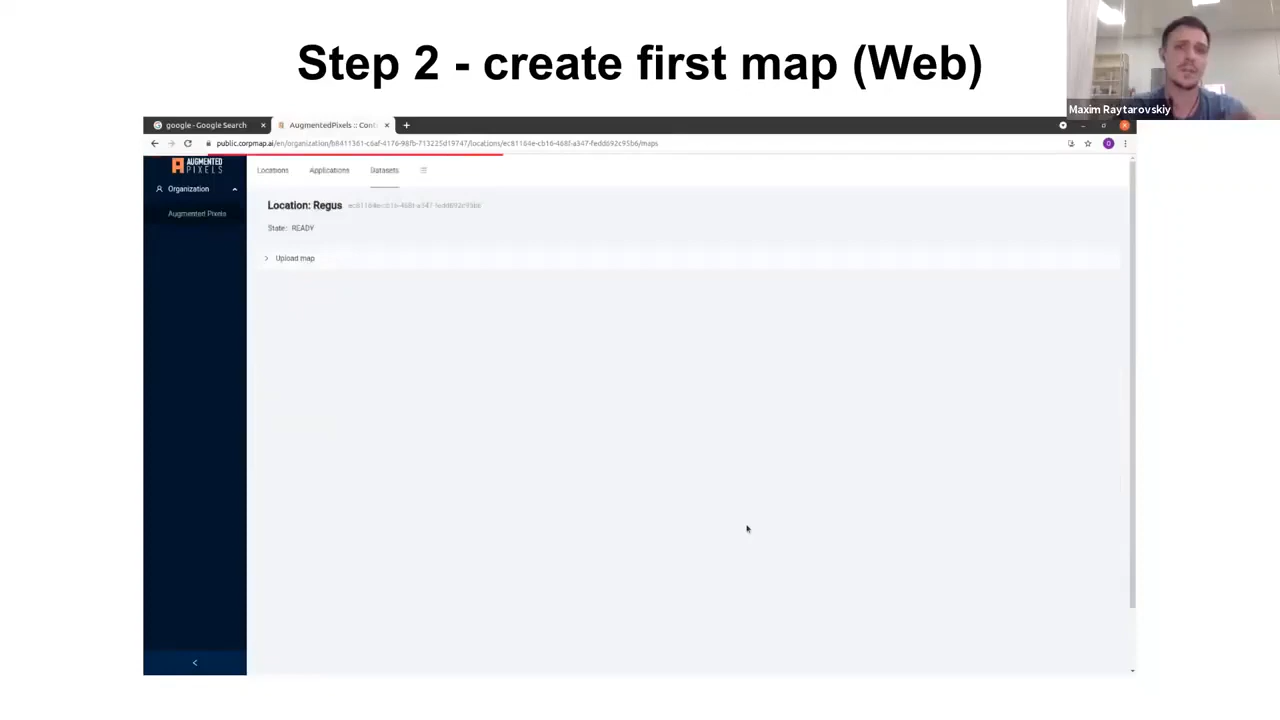 Step 2 - create first map (Web)
Maxim Raytarovskiy
google - Google Search
AugmentedPixels :: Cont
AUGMENTED
PIXELS
Organization
Augmented Pixels
Locations
Applications
Datasets
Location: Regus
State: READY
Upload map